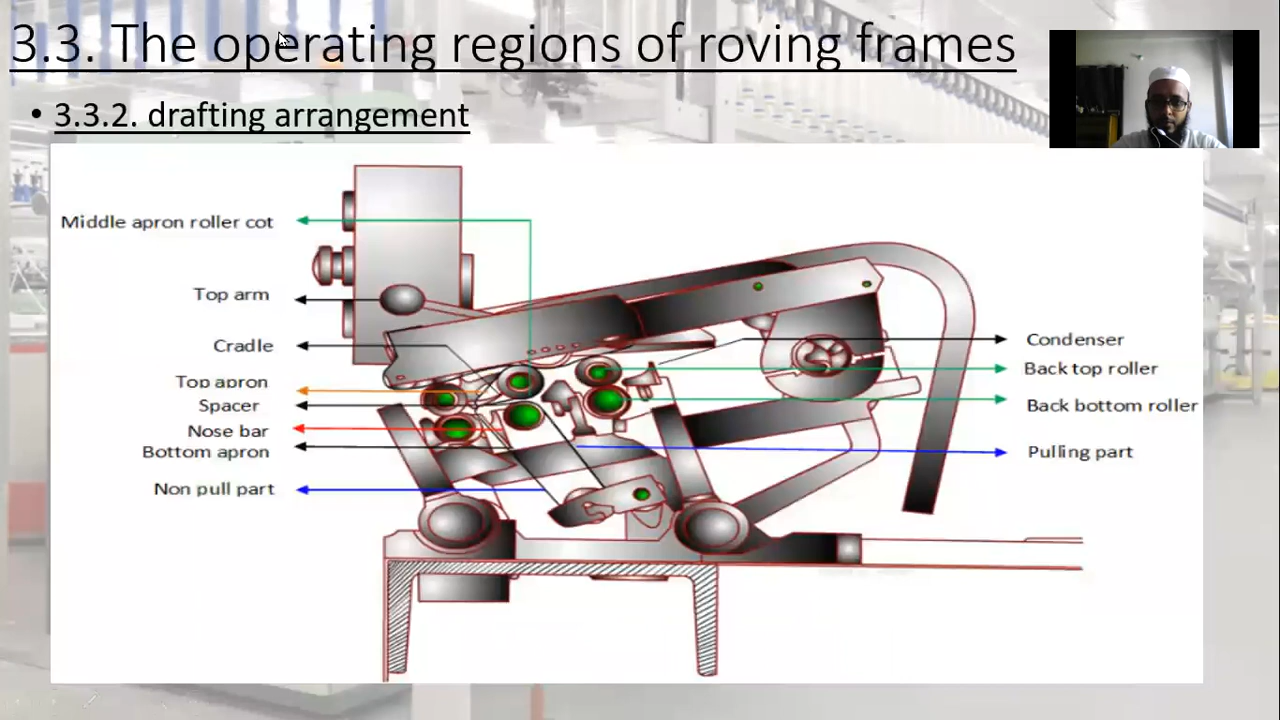 3.3. The operating regions of roving frames
• 3.3.2. drafting arrangement
Middle apron roller cot
Top arm
Cradle
Top apron
Spacer
Nose bar
Bottom apron
Non pull part
Condenser
Back top roller
Back bottom roller
Pulling part